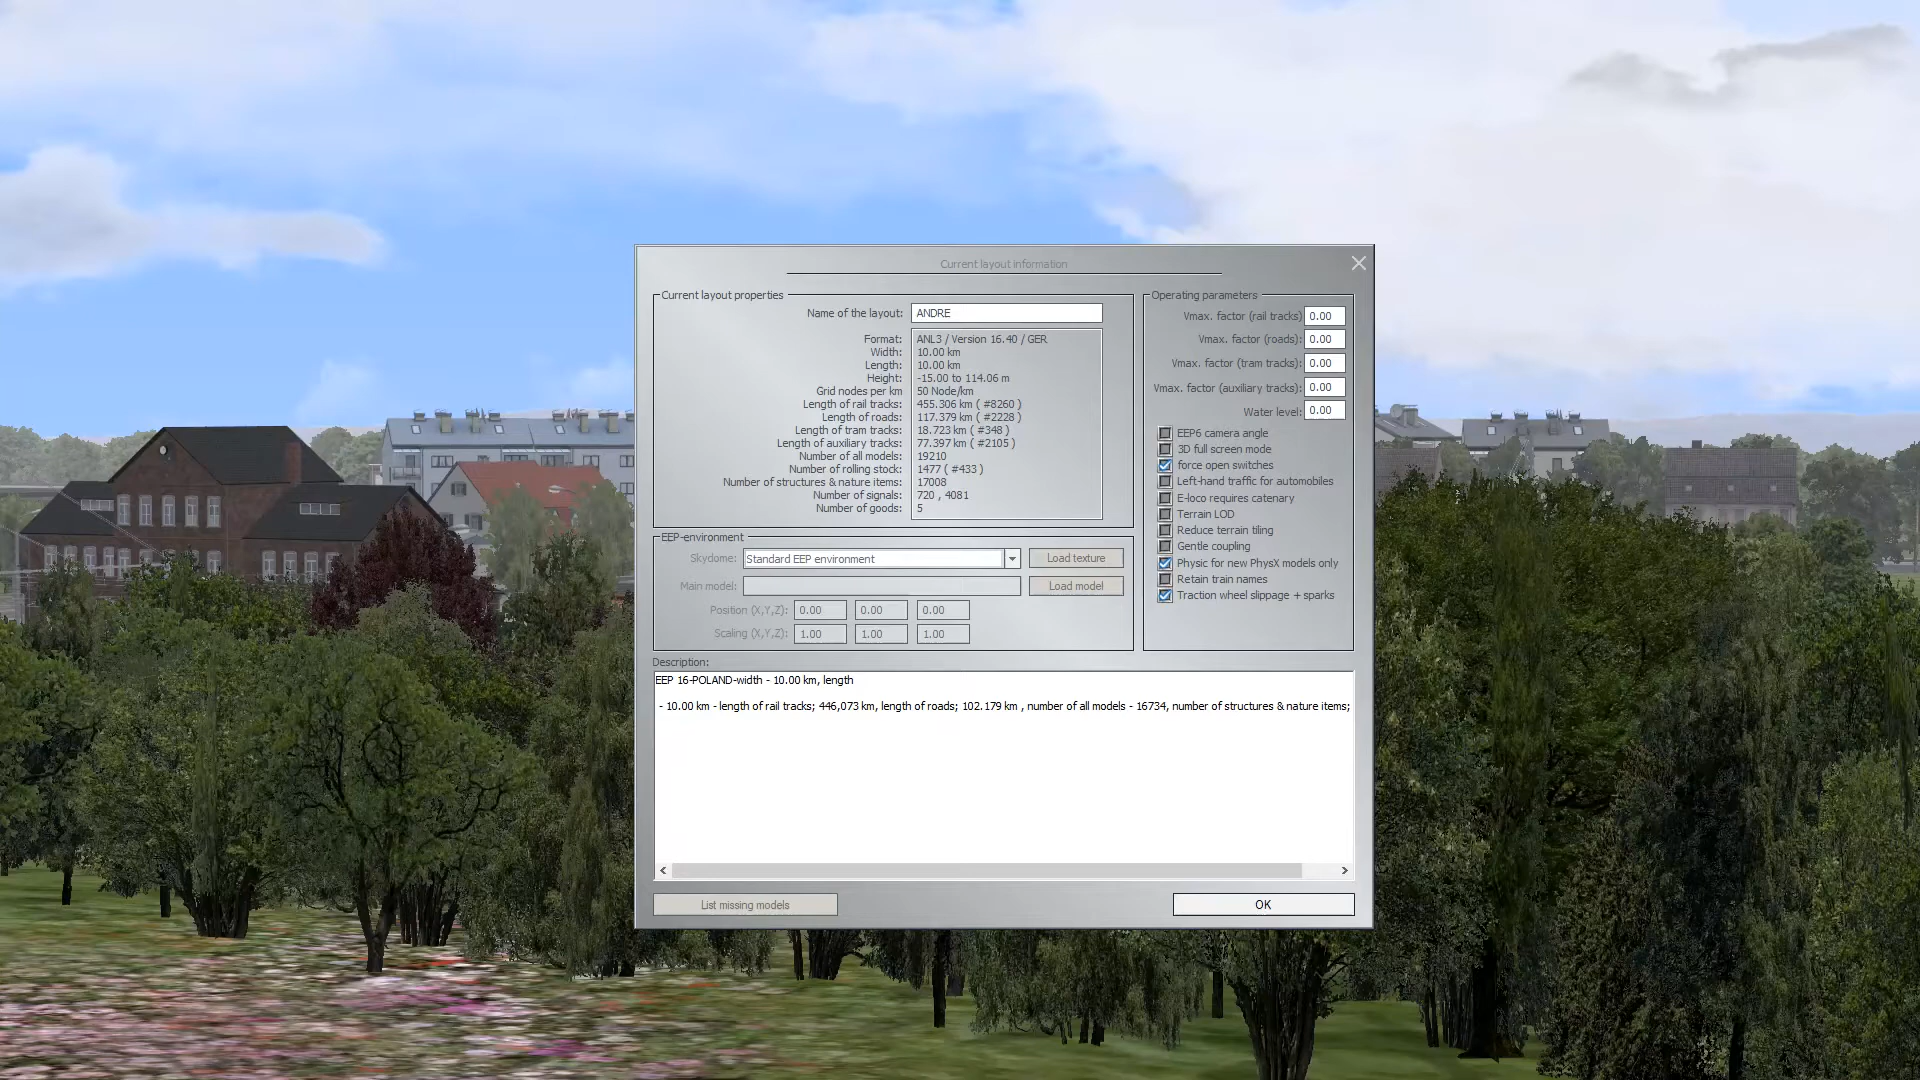 Current layout information
Current layout properties
Name of the layout: ANDRE
Format: ANL3 / Version 16.40 / GER
Width: 10.00 km
Length: 10.00 km
Height: -15.00 to 114.06 m
Grid nodes per km 50 Node/km
Length of rail tracks: 455.306 km ( #8260 )
Length of roads: 117.379 km ( #2228 )
Length of tram tracks: 18.723 km ( #348 )
Length of auxiliary tracks: 77.397 km ( #2105 )
Number of all models: 19210
Number of rolling stock: 1477 ( #433 )
Number of structures & nature items: 17008
Number of signals: 720 , 4081
Number of goods: 5
Operating parameters
Vmax. factor (rail tracks) 0.00
Vmax. factor (roads): 0.00
Vmax. factor (tram tracks): 0.00
Vmax. factor (auxiliary tracks): 0.00
Water level: 0.00
EEP6 camera angle
3D full screen mode
force open switches
Left-hand traffic for automobiles
E-loco requires catenary
Terrain LOD
Reduce terrain tiling
Gentle coupling
Physic for new PhysX models only
Retain train names
Traction wheel slippage + sparks
EEP-environment
Skydome: Standard EEP environment Load texture
Main model: Load model
Position (X,Y,Z): 0.00 0.00 0.00
Scaling (X,Y,Z): 1.00 1.00 1.00
Description:
EEP 16-POLAND-width - 10.00 km, length
- 10.00 km - length of rail tracks; 446,073 km, length of roads; 102.179 km , number of all models - 16734, number of structures & nature items;
List missing models
OK